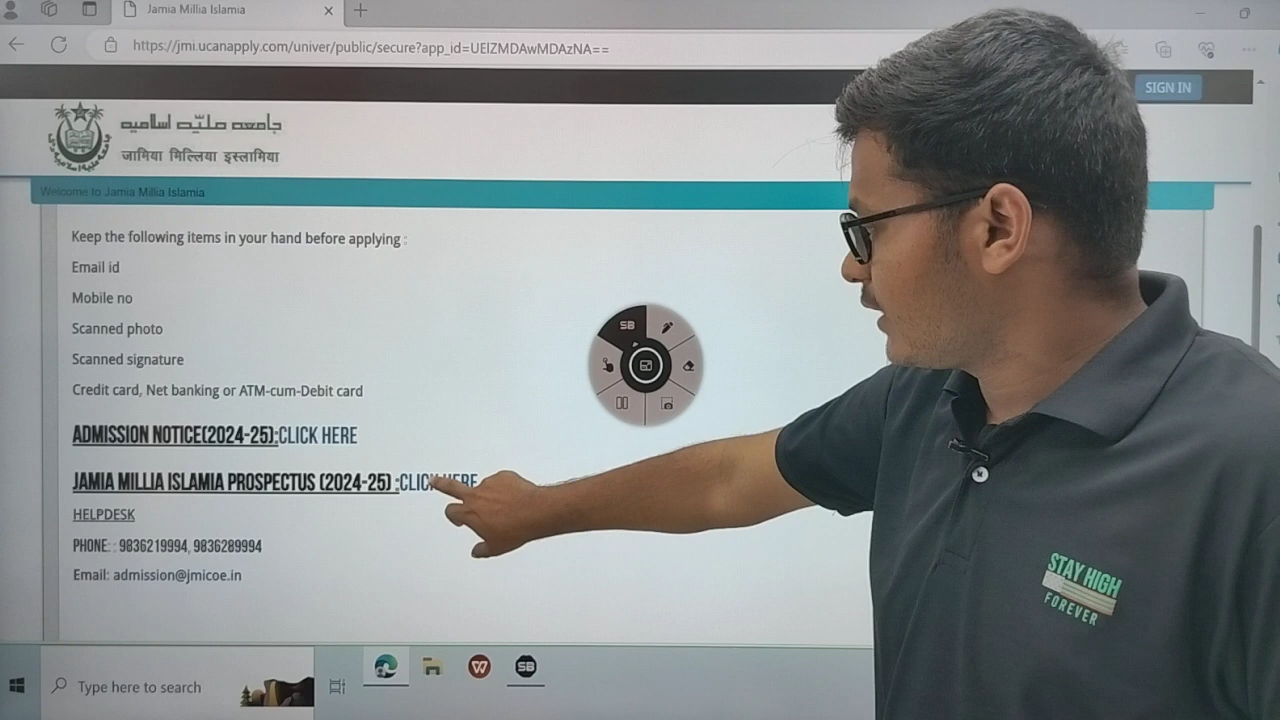 Jamia Millia Islamia
https://jmi.ucanapply.com/univer/public/secure?app_id=UElZMDAwMDAzNA==
SIGN IN
جامعہ ملیّہ اسلامیہ
जामिया मिल्लिया इस्लामिया
Welcome to Jamia Millia Islamia
Keep the following items in your hand before applying :
Email id
Mobile no
Scanned photo
Scanned signature
Credit card, Net banking or ATM-cum-Debit card
SB
ADMISSION NOTICE(2024-25):CLICK HERE
JAMIA MILLIA ISLAMIA PROSPECTUS (2024-25) :CLICK HERE
HELPDESK
PHONE: : 9836219994, 9836289994
Email: admission@jmicoe.in
STAY HIGH
FOREVER
Type here to search
W
SB